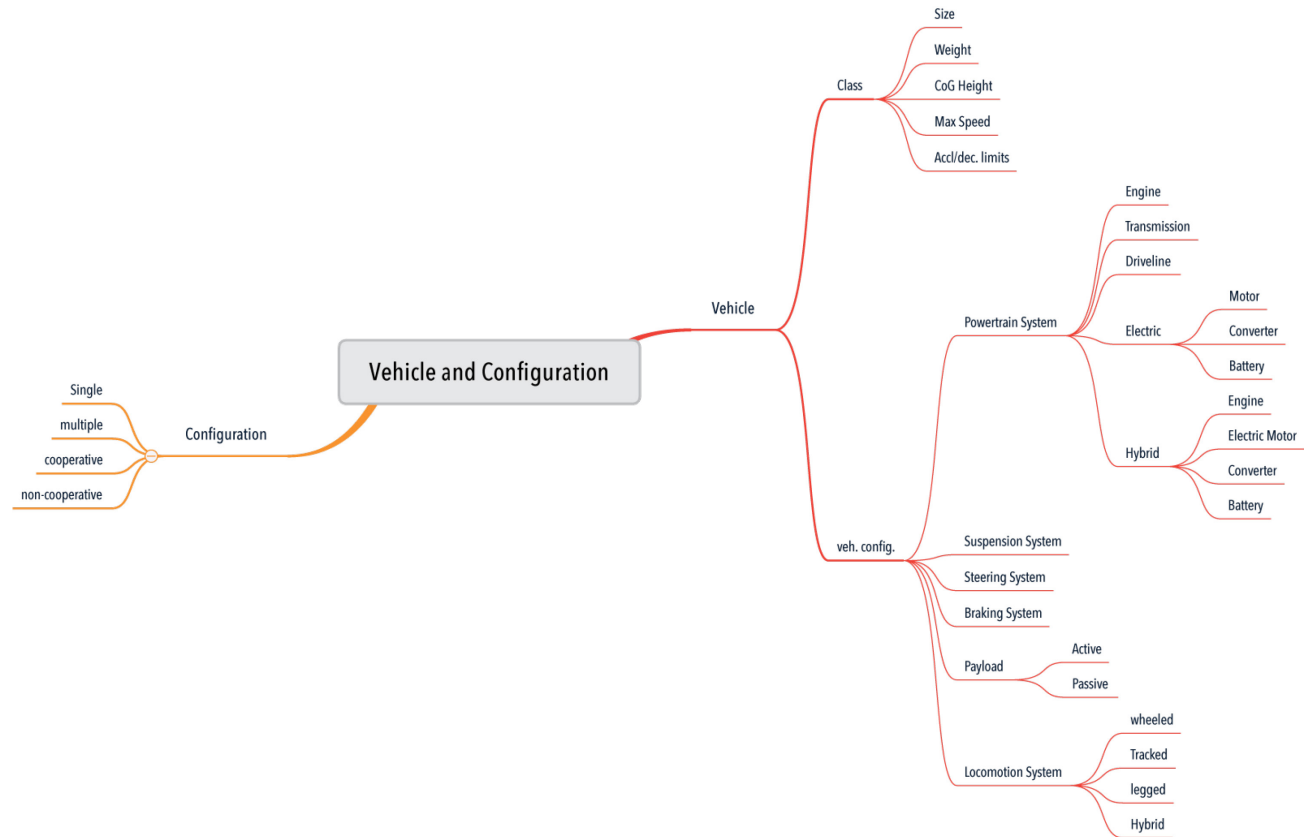 Size
Weight
Class
CoG Height
Max Speed
Accl/dec. limits
Engine
Transmission
Driveline
Motor
Vehicle
Powertrain System
Electric
Converter
Battery
Vehicle and Configuration
Single
multiple
Configuration
cooperative
non-cooperative
Engine
Electric Motor
Hybrid
Converter
Battery
veh. config.
Suspension System
Steering System
Braking System
Payload
Active
Passive
wheeled
Tracked
Locomotion System
legged
Hybrid